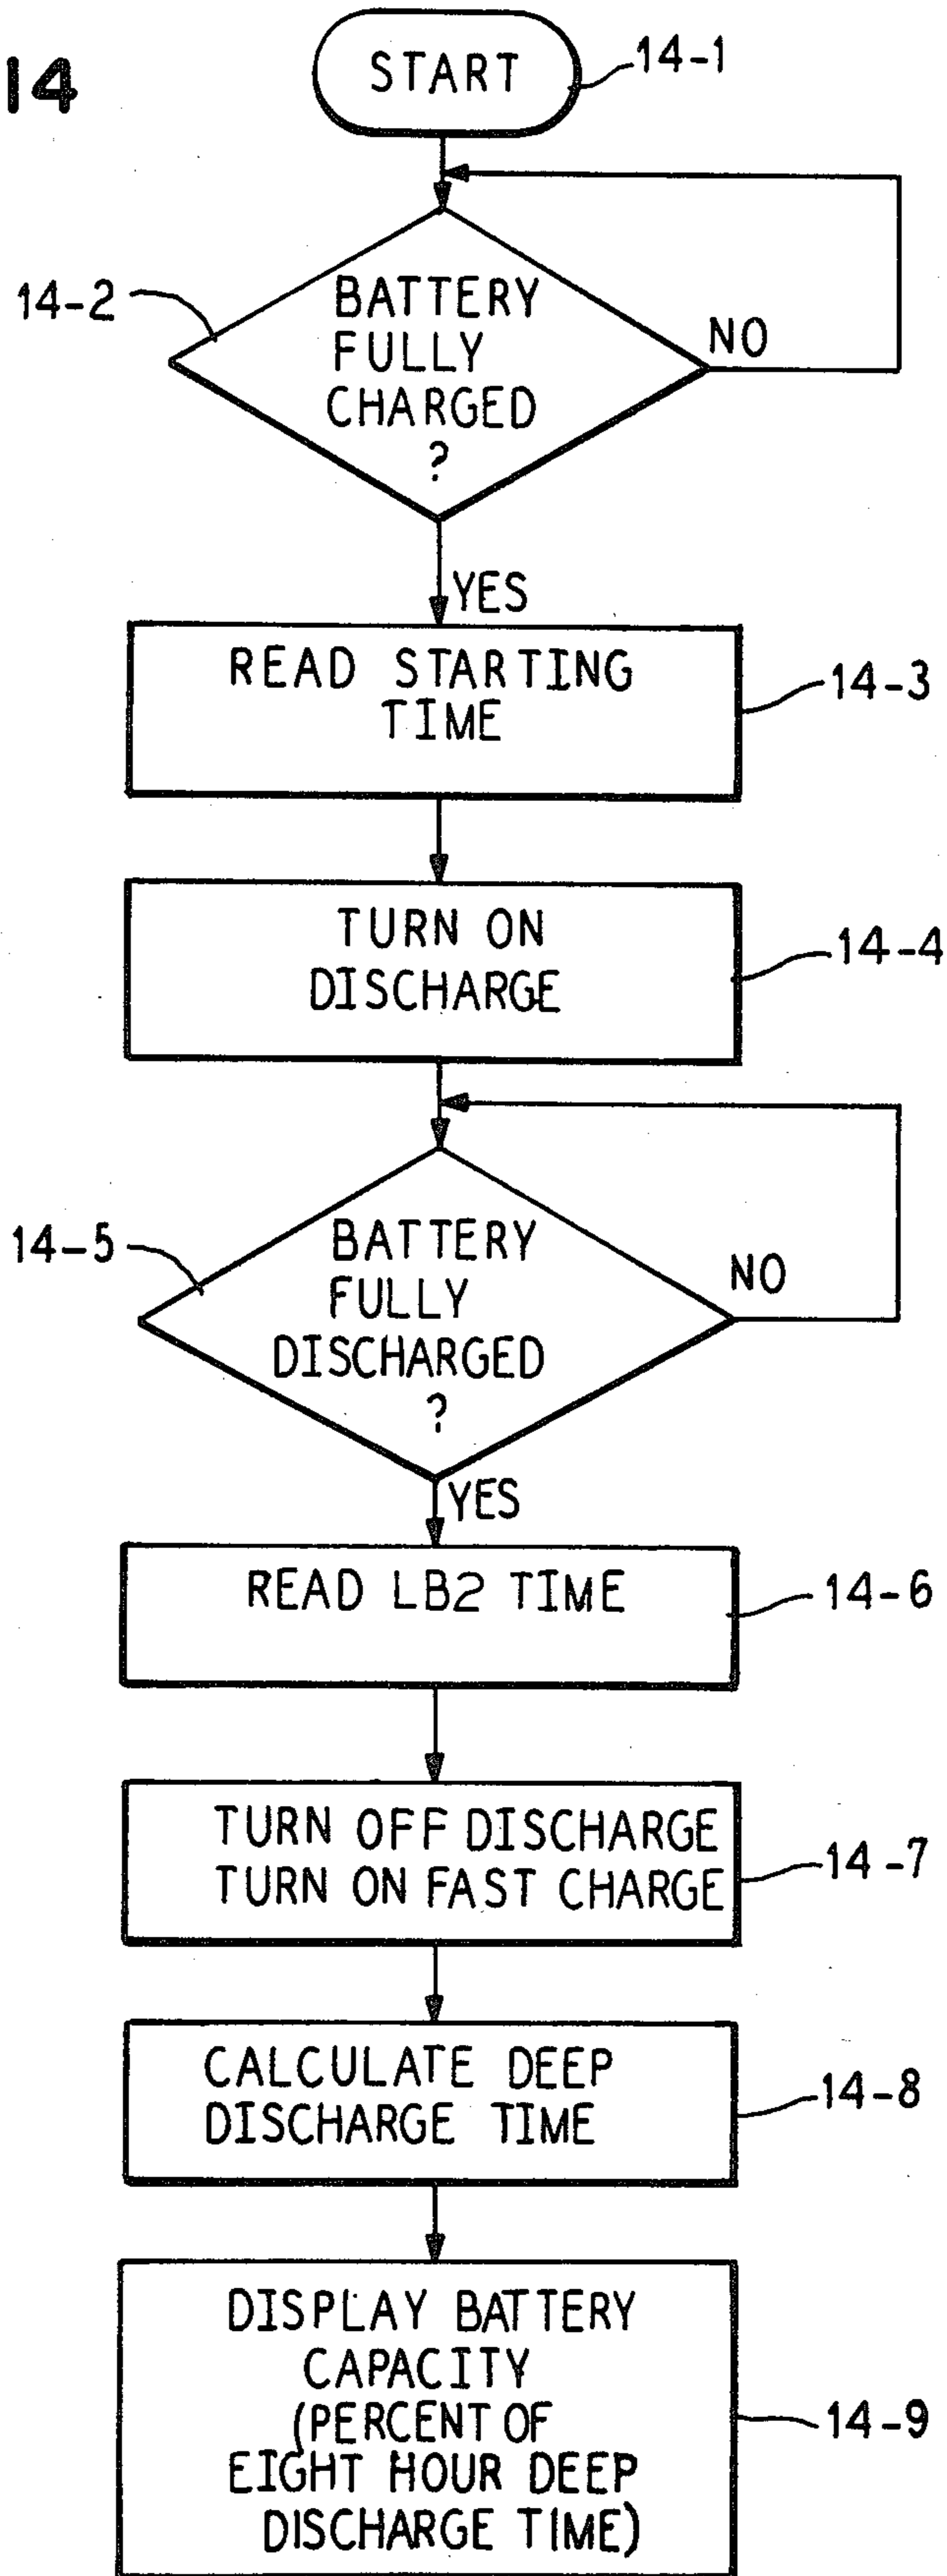 14
START
14-1
14-2
BATTERY
FULLY
CHARGED
?
NO
YES
READ STARTING
TIME
14-3
TURN ON
DISCHARGE
14-4
14-5
BATTERY
FULLY
DISCHARGED
?
NO
YES
READ LB2 TIME
14-6
TURN OFF DISCHARGE
TURN ON FAST CHARGE
14-7
CALCULATE DEEP
DISCHARGE TIME
14-8
DISPLAY BATTERY
CAPACITY
(PERCENT OF
EIGHT HOUR DEEP
DISCHARGE TIME)
14-9